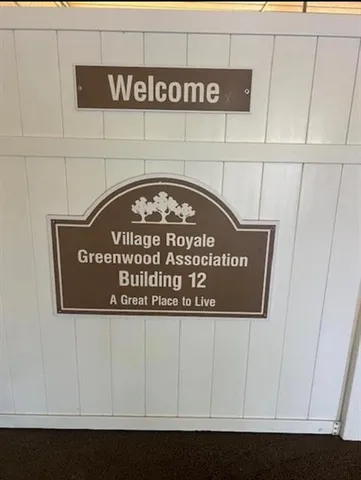 Welcome
Village Royale
Greenwood Association
Building 12
A Great Place to Live